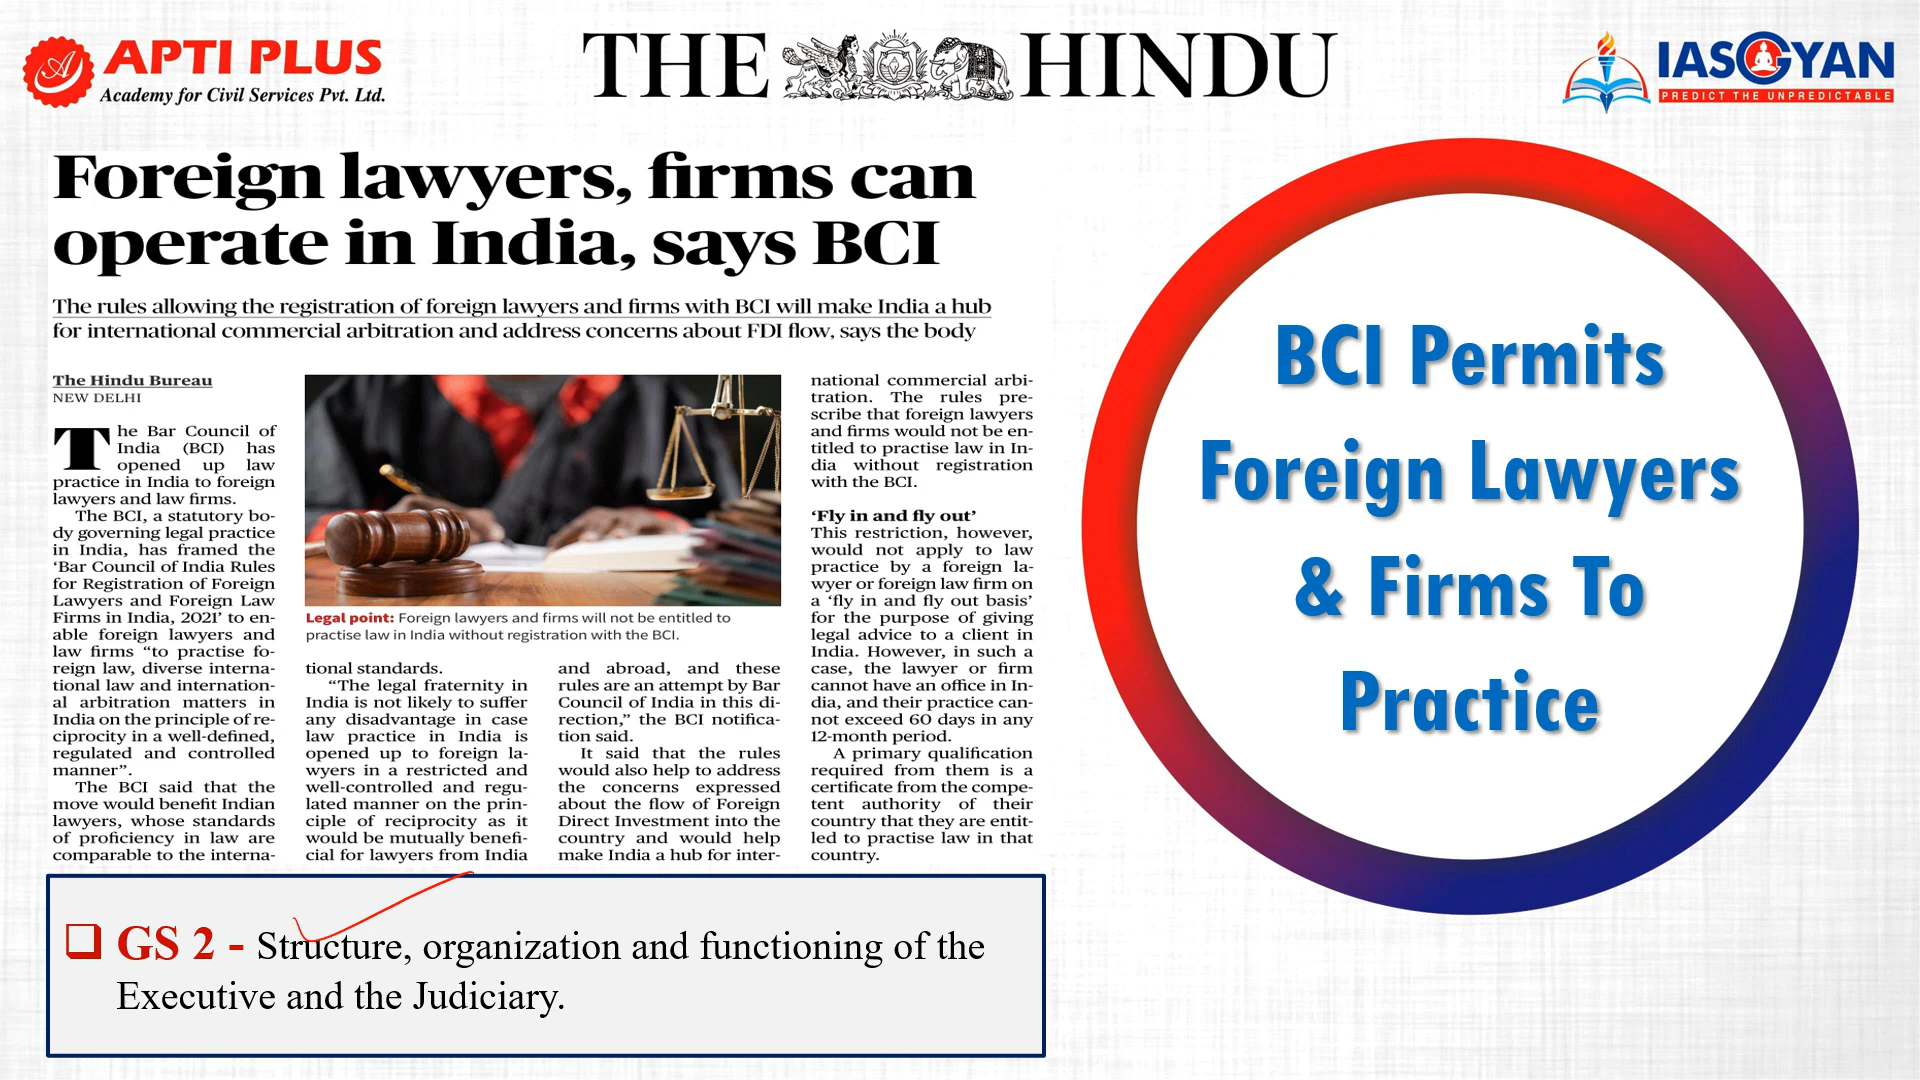 APTI PLUS
Academy for Civil Services Pvt. Ltd.
THE HINDU
IASGYAN
PREDICT THE UNPREDICTABLE
Foreign lawyers, firms can
operate in India, says BCI
The rules allowing the registration of foreign lawyers and firms with BCI will make India a hub
for international commercial arbitration and address concerns about FDI flow, says the body
The Hindu Bureau
NEW DELHI
The Bar Council of
India (BCI) has
opened up law
practice in India to foreign
lawyers and law firms.
The BCI, a statutory bo-
dy governing legal practice
in India, has framed the
‘Bar Council of India Rules
for Registration of Foreign
Lawyers and Foreign Law
Firms in India, 2021’ to en-
able foreign lawyers and
law firms “to practise fo-
reign law, diverse interna-
tional law and internation-
al arbitration matters in
India on the principle of re-
ciprocity in a well-defined,
regulated and controlled
manner”.
The BCI said that the
move would benefit Indian
lawyers, whose standards
of proficiency in law are
comparable to the interna-
Legal point: Foreign lawyers and firms will not be entitled to
practise law in India without registration with the BCI.
tional standards.
“The legal fraternity in
India is not likely to suffer
any disadvantage in case
law practice in India is
opened up to foreign la-
wyers in a restricted and
well-controlled and regu-
lated manner on the prin-
ciple of reciprocity as it
would be mutually benefi-
cial for lawyers from India
and abroad, and these
rules are an attempt by Bar
Council of India in this di-
rection,” the BCI notifica-
tion said.
It said that the rules
would also help to address
the concerns expressed
about the flow of Foreign
Direct Investment into the
country and would help
make India a hub for inter-
national commercial arbi-
tration. The rules pre-
scribe that foreign lawyers
and firms would not be en-
titled to practise law in In-
dia without registration
with the BCI.
‘Fly in and fly out’
This restriction, however,
would not apply to law
practice by a foreign la-
wyer or foreign law firm on
a ‘fly in and fly out basis’
for the purpose of giving
legal advice to a client in
India. However, in such a
case, the lawyer or firm
cannot have an office in In-
dia, and their practice can-
not exceed 60 days in any
12-month period.
A primary qualification
required from them is a
certificate from the compe-
tent authority of their
country that they are entit-
led to practise law in that
country.
BCI Permits
Foreign Lawyers
& Firms To
Practice
GS 2 - Structure, organization and functioning of the
Executive and the Judiciary.